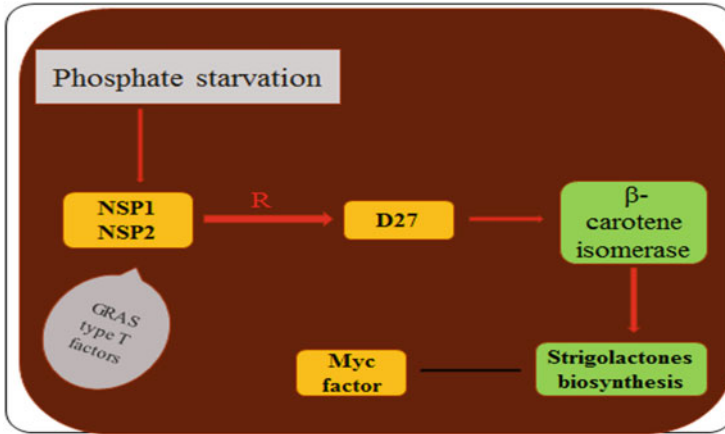 Phosphate starvation
NSP1
NSP2
R
D27
β-
carotene
isomerase
GRAS
type T
factors
Myc
factor
Strigolactones
biosynthesis